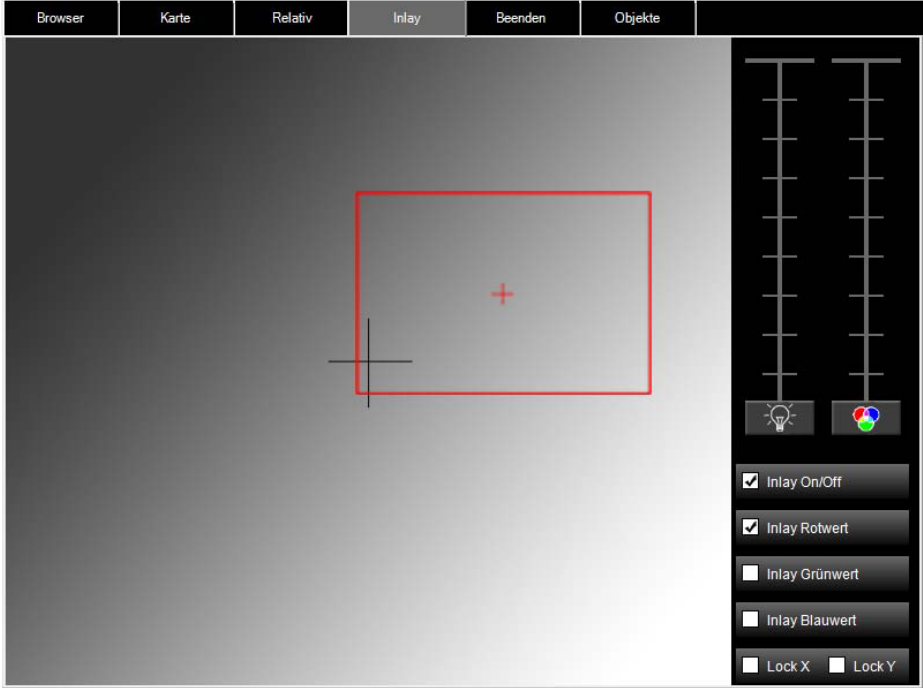 Browser Karte Relativ Inlay Beenden Objekte
Inlay On/Off
Inlay Rotwert
Inlay Grünwert
Inlay Blauwert
Lock X Lock Y